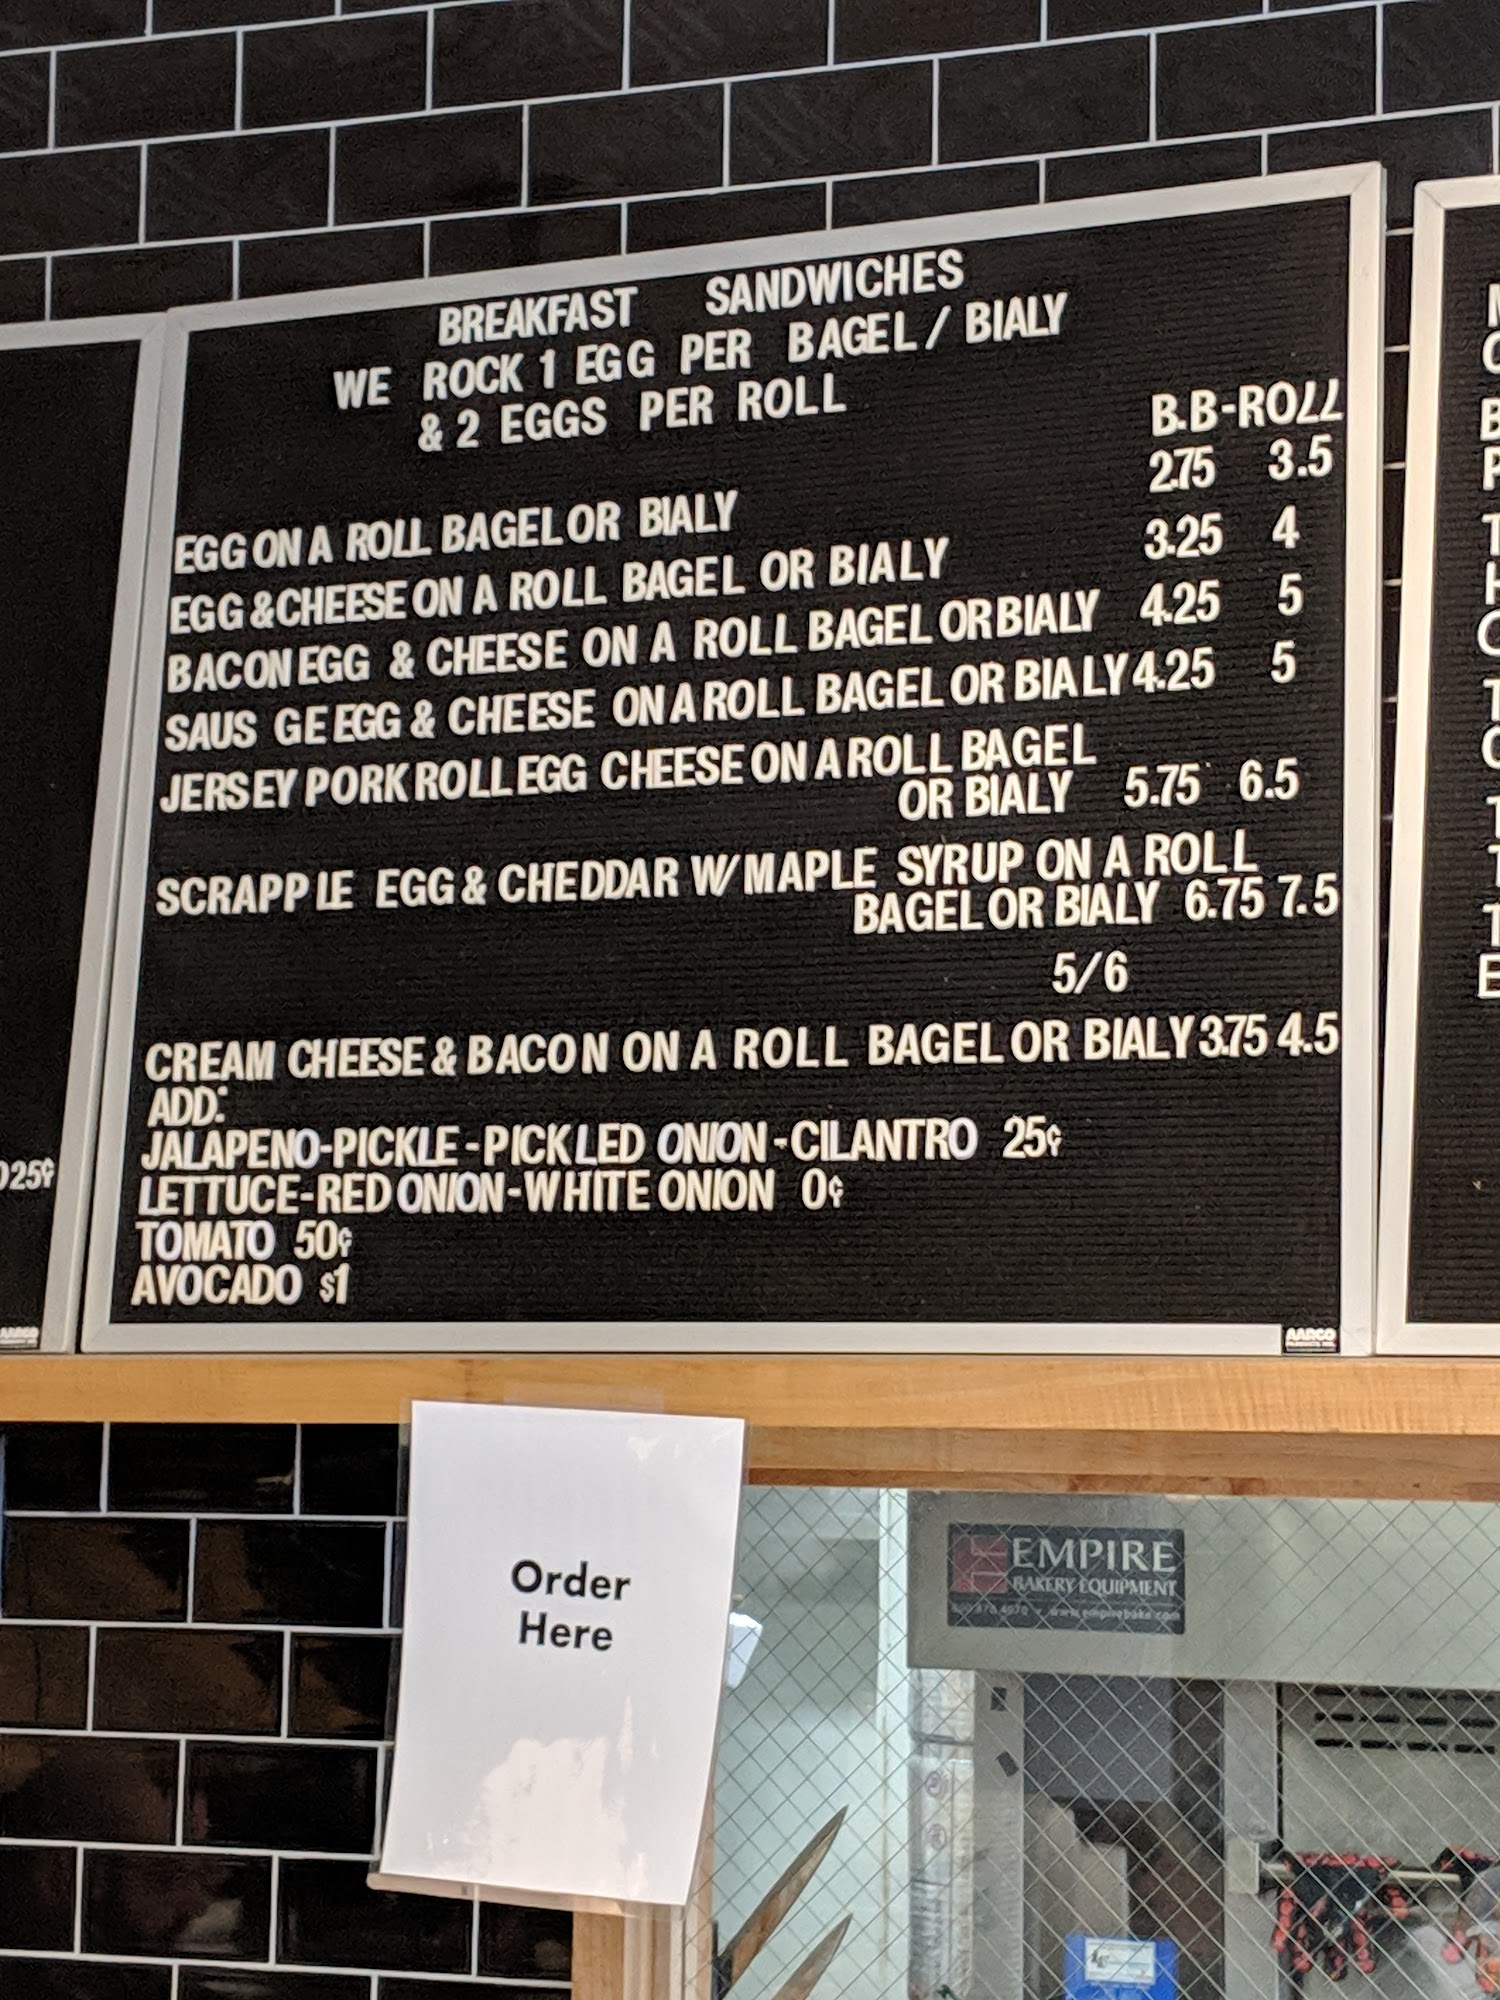 BREAKFAST SANDWICHES
WE ROCK 1 EGG PER BAGEL / BIALY
& 2 EGGS PER ROLL
B.B-ROLL
2.75 3.5
EGG ON A ROLL BAGEL OR BIALY
EGG & CHEESE ON A ROLL BAGEL OR BIALY 3.25 4
BACON EGG & CHEESE ON A ROLL BAGEL OR BIALY 4.25 5
SAUS GE EGG & CHEESE ON A ROLL BAGEL OR BIALY 4.25 5
JERSEY PORK ROLL EGG CHEESE ON A ROLL BAGEL
OR BIALY 5.75 6.5
SCRAPPLE EGG & CHEDDAR W/ MAPLE SYRUP ON A ROLL
BAGEL OR BIALY 6.75 7.5
5/6
CREAM CHEESE & BACON ON A ROLL BAGEL OR BIALY 3.75 4.5
ADD:
JALAPENO-PICKLE-PICKLED ONION-CILANTRO 25¢
LETTUCE-RED ONION-WHITE ONION 0¢
TOMATO 50¢
AVOCADO $1
25¢
AARCO
AARCO
Order
Here
EMPIRE
BAKERY EQUIPMENT
www.empirebake.com